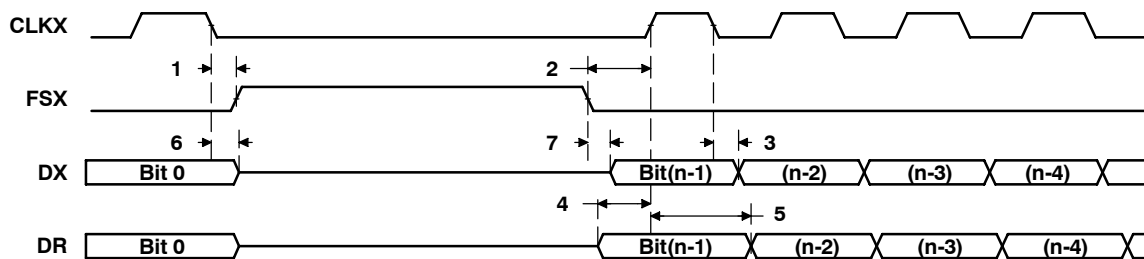 CLKX
1 2
FSX
6 7 3
DX Bit 0 Bit(n-1) (n-2) (n-3) (n-4)
4 5
DR Bit 0 Bit(n-1) (n-2) (n-3) (n-4)